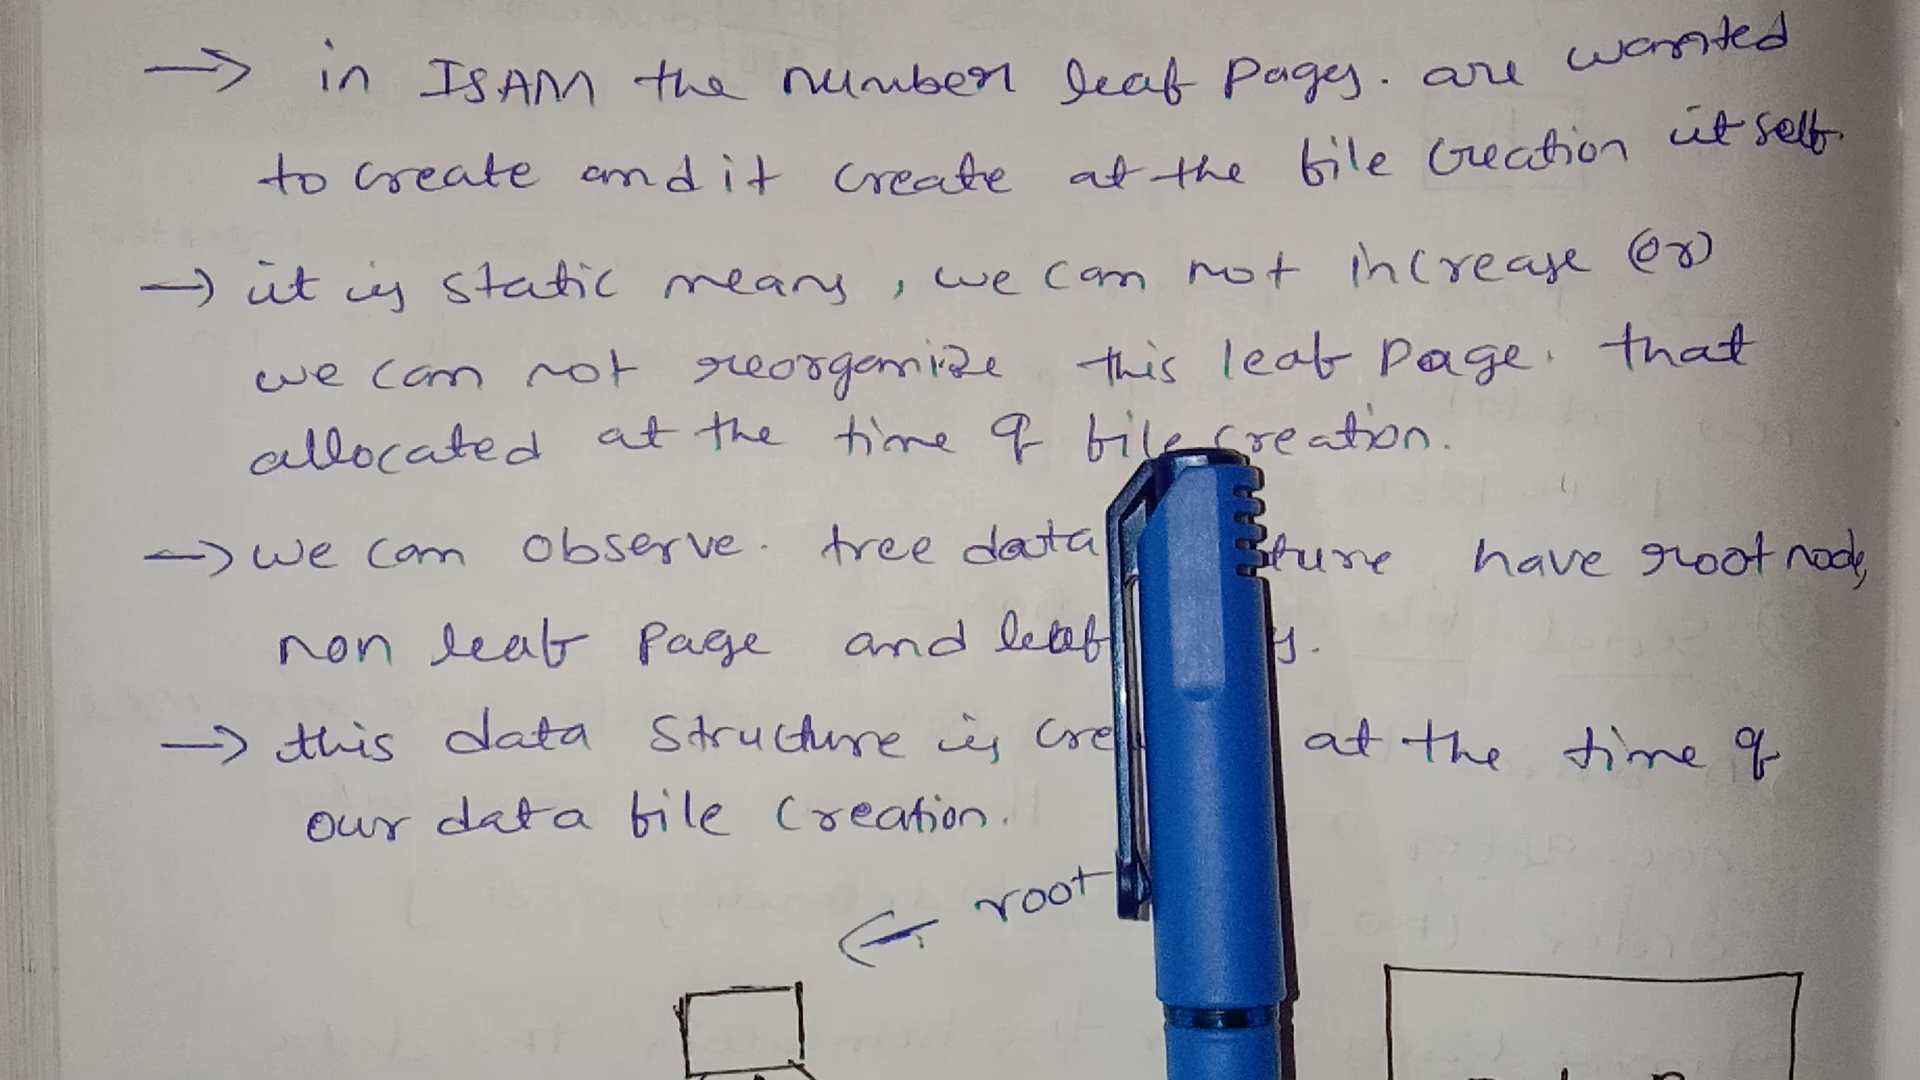 → in ISAM the number leaf pages. are wanted
to create and it create at the file creation itself.
→ it is static means, we can not increase (or)
we can not reorganize this leaf page. that
allocated at the time of file creation.
→ we can observe. tree data ture have root node,
non leaf page and leaf
→ this data structure is at the time of
our data file creation.
← root